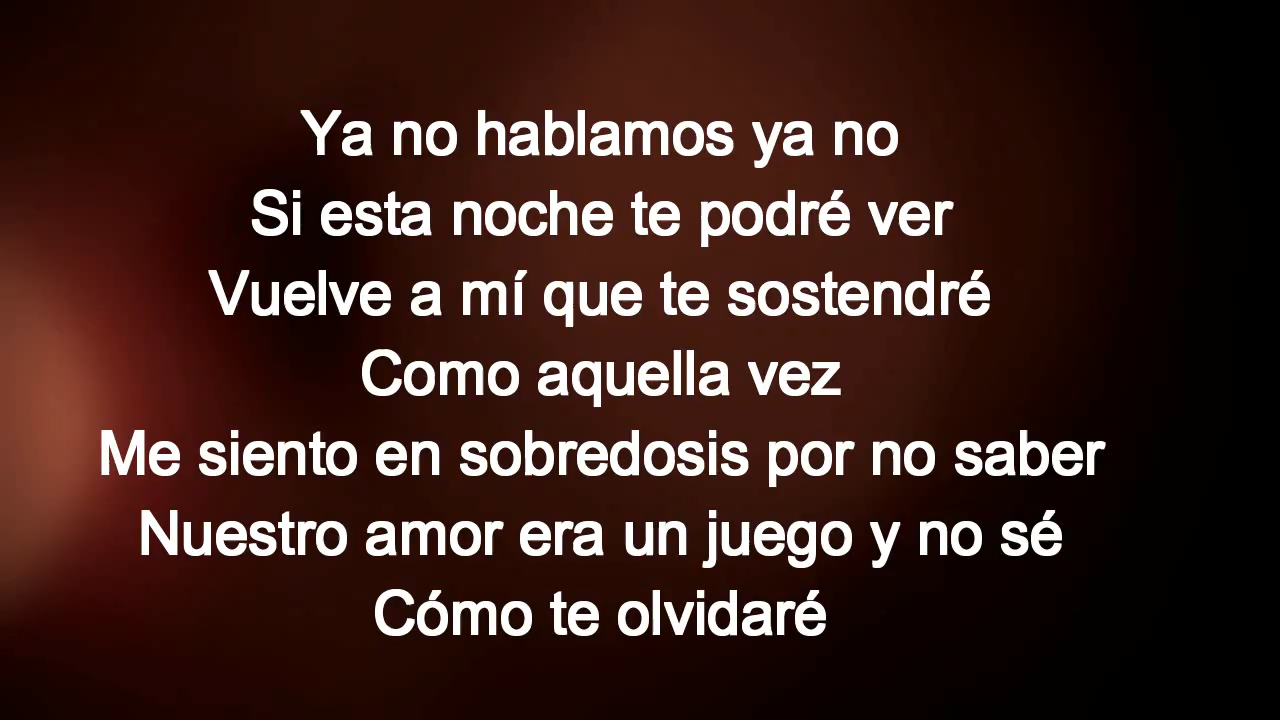 Ya no hablamos ya no
Si esta noche te podré ver
Vuelve a mí que te sostendré
Como aquella vez
Me siento en sobredosis por no saber
Nuestro amor era un juego y no sé
Cómo te olvidaré